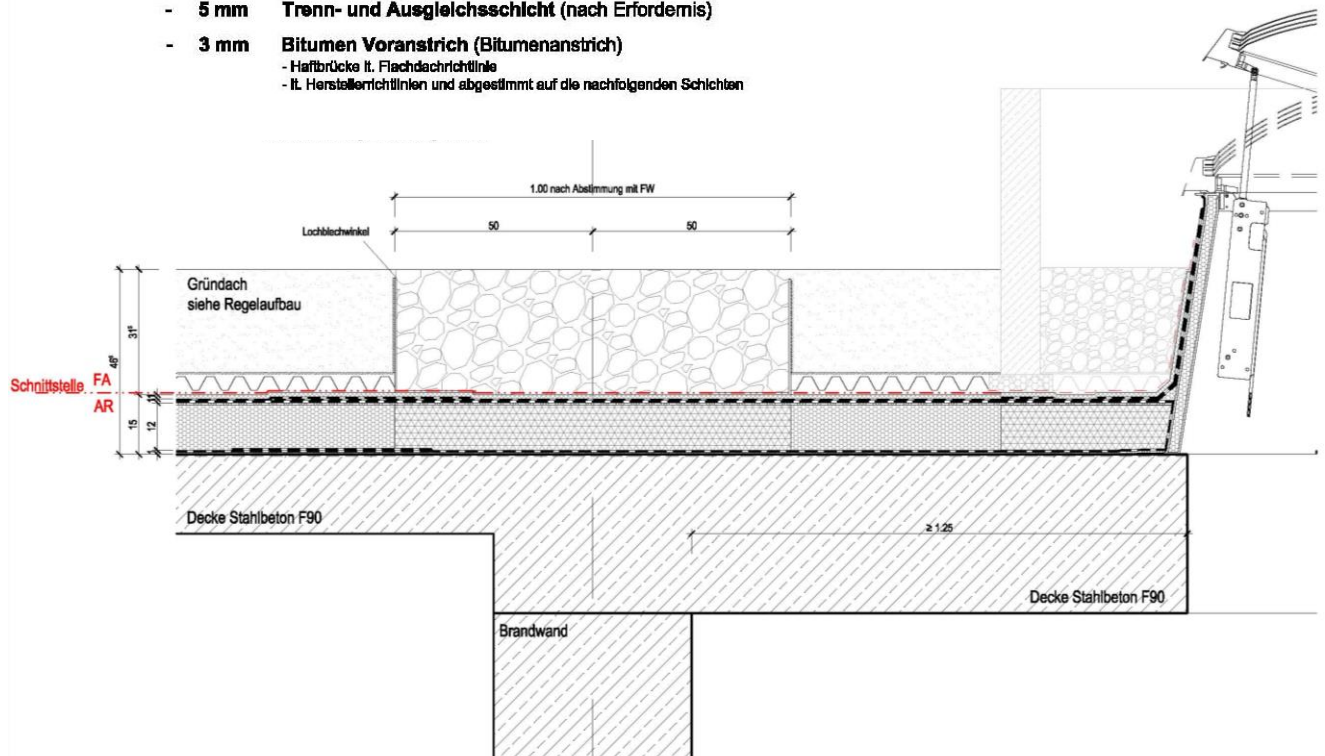 - 5 mm Trenn- und Ausgleichsschicht (nach Erfordernis)
- 3 mm Bitumen Voranstrich (Bitumenanstrich)
- Haftbrücke lt. Flachdachrichtlinie
- lt. Herstellerrichtlinien und abgestimmt auf die nachfolgenden Schichten
1.00 nach Abstimmung mit FW
50
50
Lochblechwinkel
Gründach
siehe Regelaufbau
31⁵
46⁵
Schnittstelle FA
AR
15
12
Decke Stahlbeton F90
≥ 1.25
Decke Stahlbeton F90
Brandwand